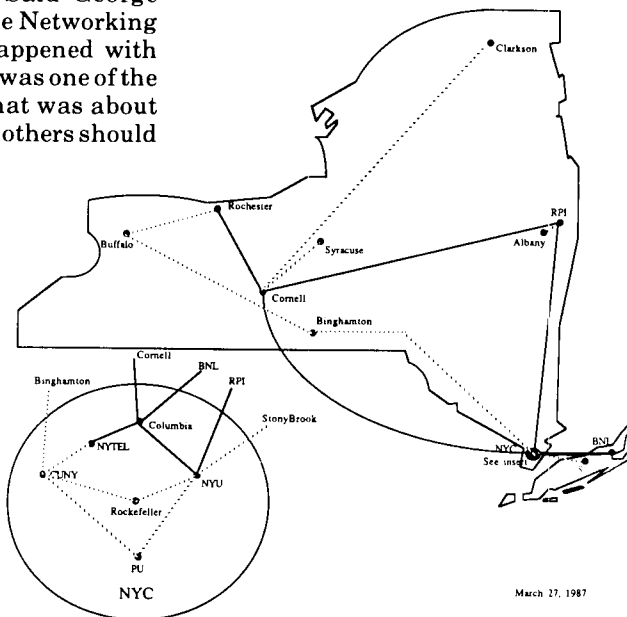 Said George
e Networking
appened with
was one of the
hat was about
others should
Clarkson
Rochester
RPI
Buffalo
Syracuse
Albany
Cornell
Binghamton
NYC
See insert
BNL
Cornell
BNL
RPI
Binghamton
Columbia
StonyBrook
NYTEL
CUNY
NYU
Rockefeller
PU
NYC
March 27, 1987